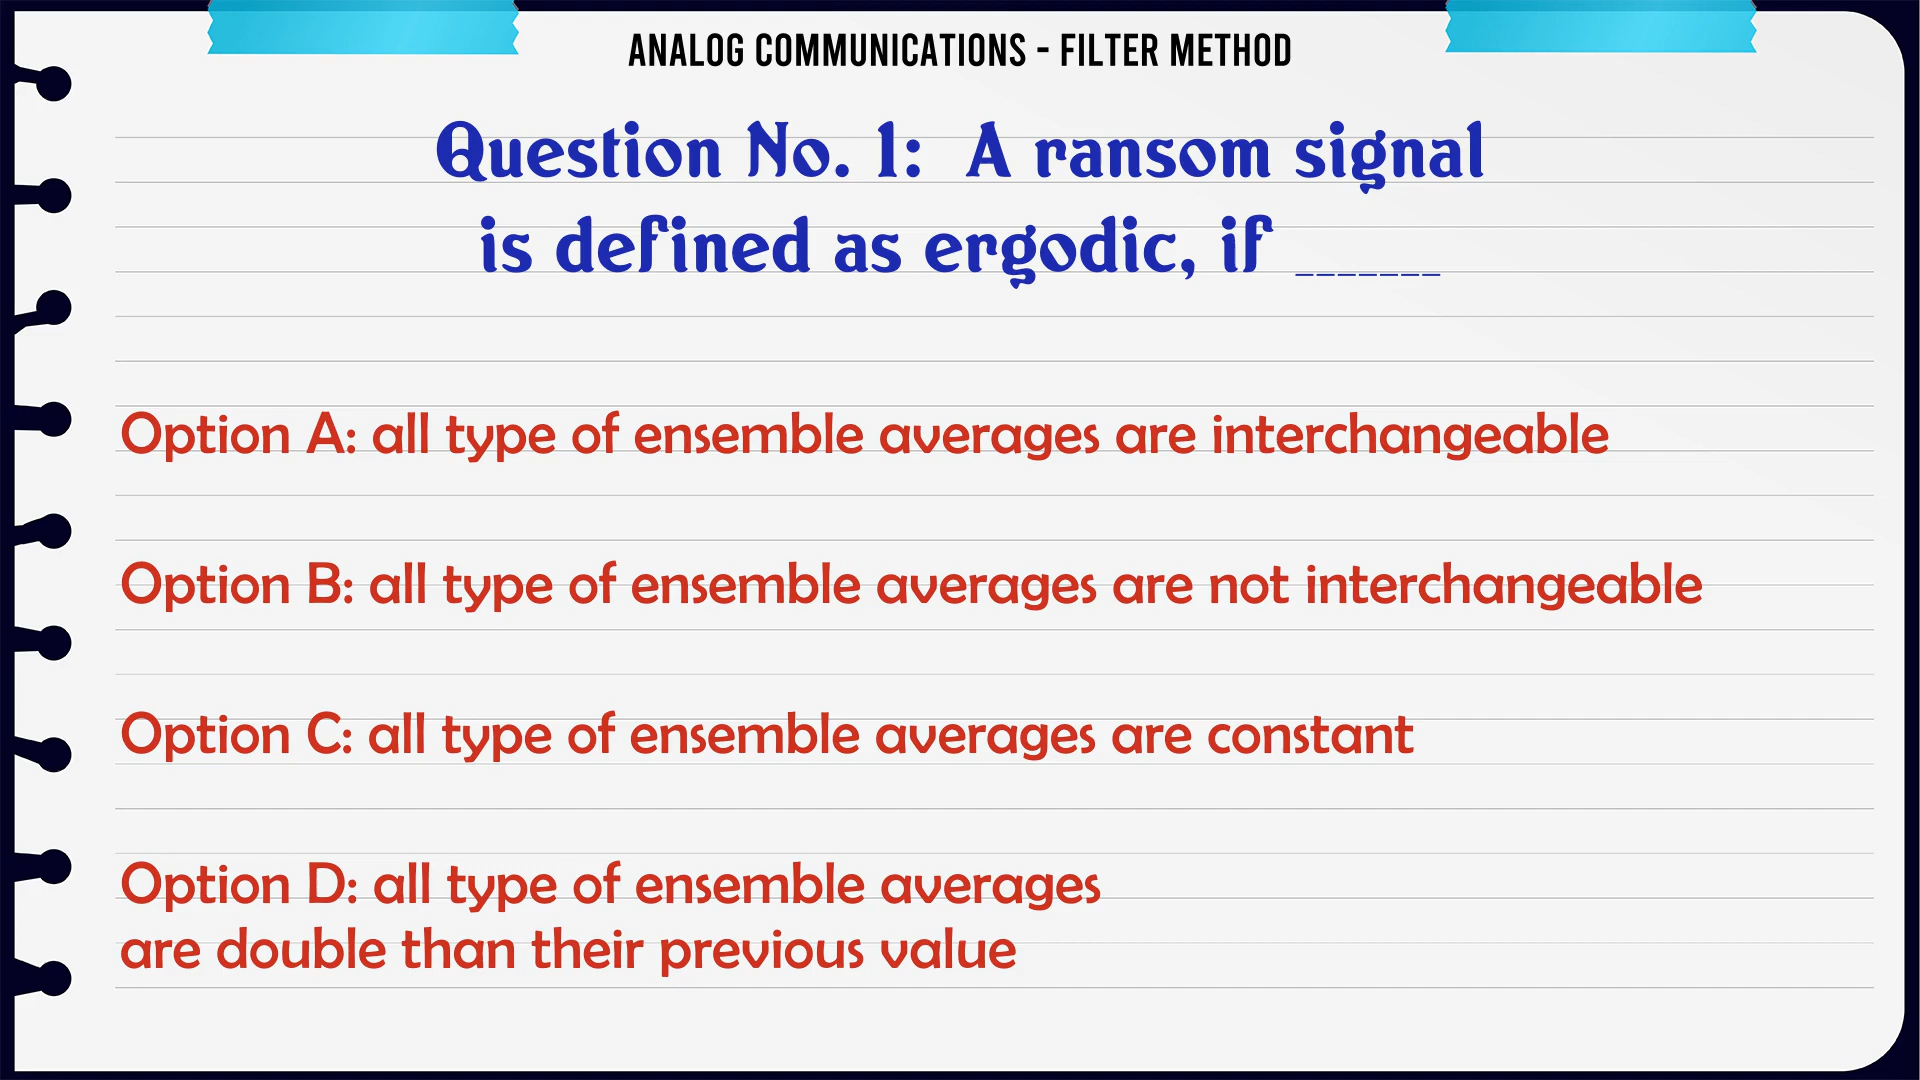 ANALOG COMMUNICATIONS - FILTER METHOD
Question No. 1:  A ransom signal
is defined as ergodic, if _______
Option A: all type of ensemble averages are interchangeable
Option B: all type of ensemble averages are not interchangeable
Option C: all type of ensemble averages are constant
Option D: all type of ensemble averages
are double than their previous value